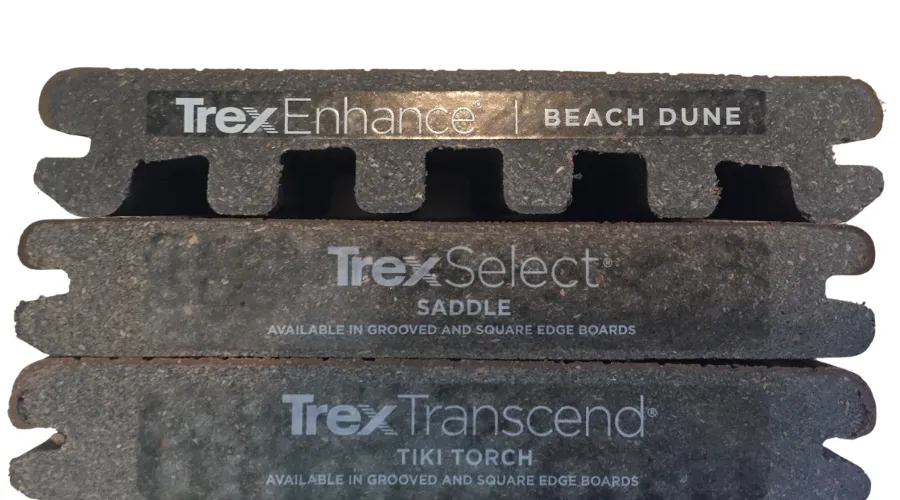 TrexEnhance® | BEACH DUNE
TrexSelect®
SADDLE
AVAILABLE IN GROOVED AND SQUARE EDGE BOARDS
TrexTranscend®
TIKI TORCH
AVAILABLE IN GROOVED AND SQUARE EDGE BOARDS